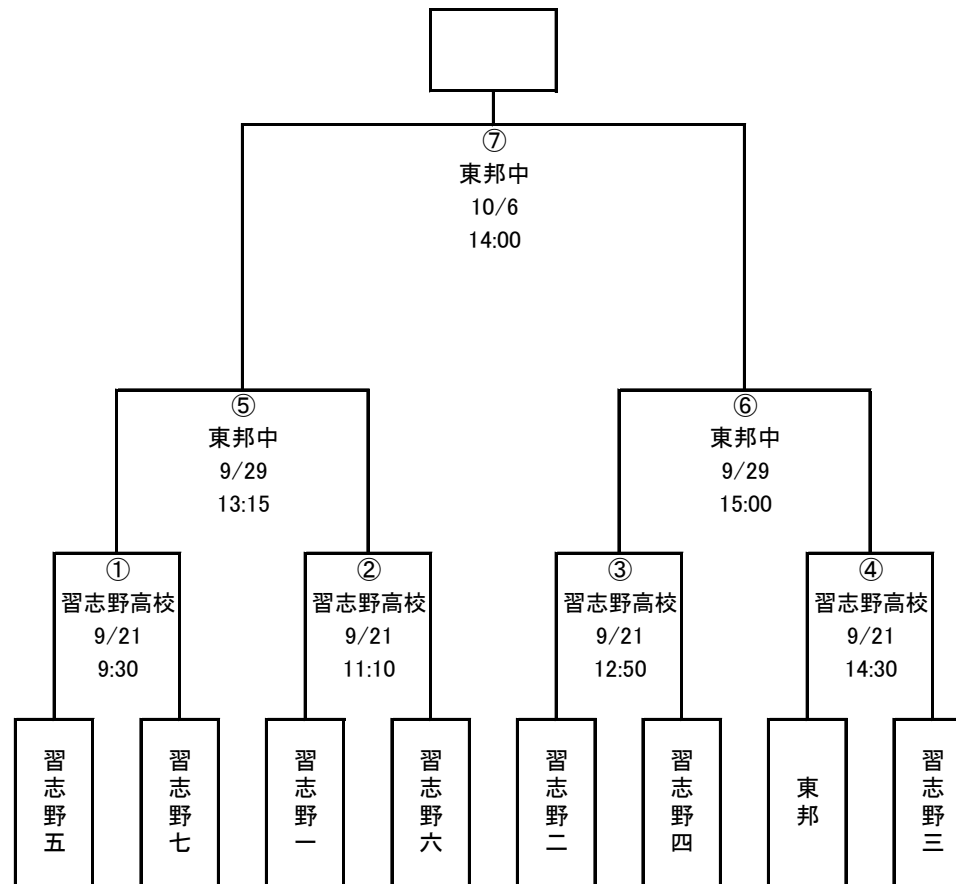 ⑦
東邦中
10/6
14:00
⑤
東邦中
9/29
13:15
⑥
東邦中
9/29
15:00
①
習志野高校
9/21
9:30
②
習志野高校
9/21
11:10
③
習志野高校
9/21
12:50
④
習志野高校
9/21
14:30
習志野五
習志野七
習志野一
習志野六
習志野二
習志野四
東邦
習志野三